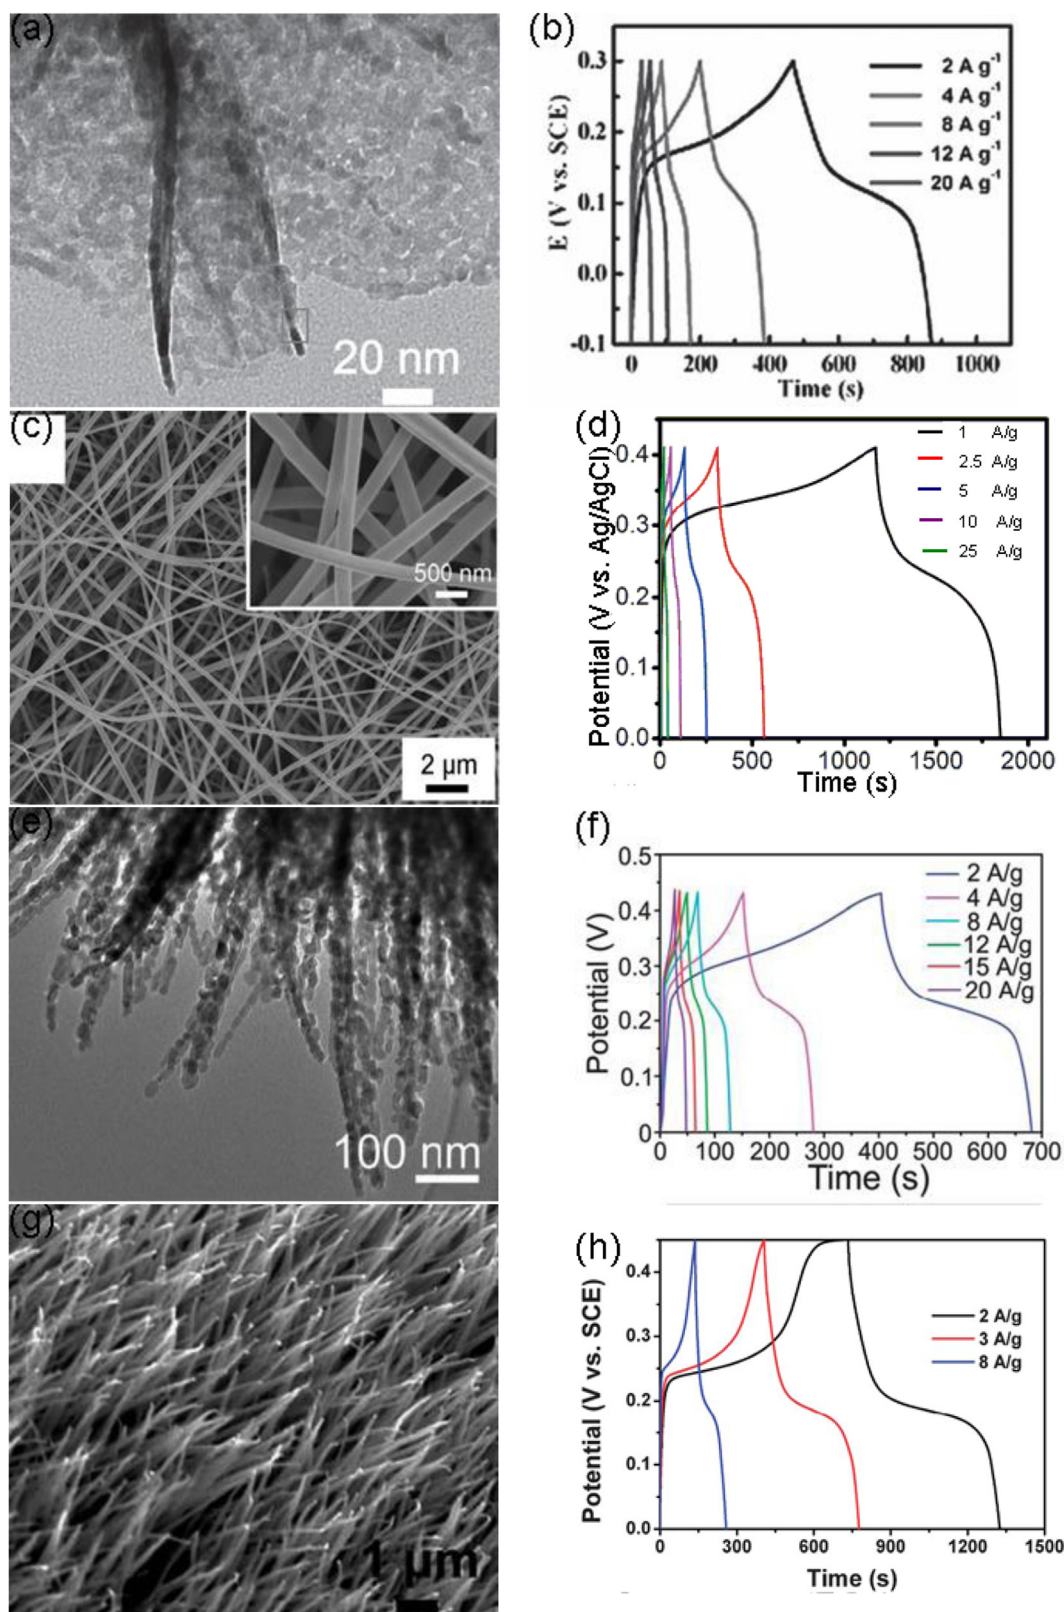 (a)
20 nm
(b)
E (V vs. SCE)
0.3
0.2
0.1
0.0
-0.1
2 A g⁻¹
4 A g⁻¹
8 A g⁻¹
12 A g⁻¹
20 A g⁻¹
0 200 400 600 800 1000
Time (s)
(c)
500 nm
2 µm
(d)
Potential (V vs. Ag/AgCl)
0.4
0.3
0.2
0.1
0.0
1 A/g
2.5 A/g
5 A/g
10 A/g
25 A/g
0 500 1000 1500 2000
Time (s)
(e)
100 nm
(f)
Potential (V)
0.5
0.4
0.3
0.2
0.1
0
2 A/g
4 A/g
8 A/g
12 A/g
15 A/g
20 A/g
0 100 200 300 400 500 600 700
Time (s)
(g)
1 µm
(h)
Potential (V vs. SCE)
0.4
0.3
0.2
0.1
0.0
2 A/g
3 A/g
8 A/g
0 300 600 900 1200 1500
Time (s)